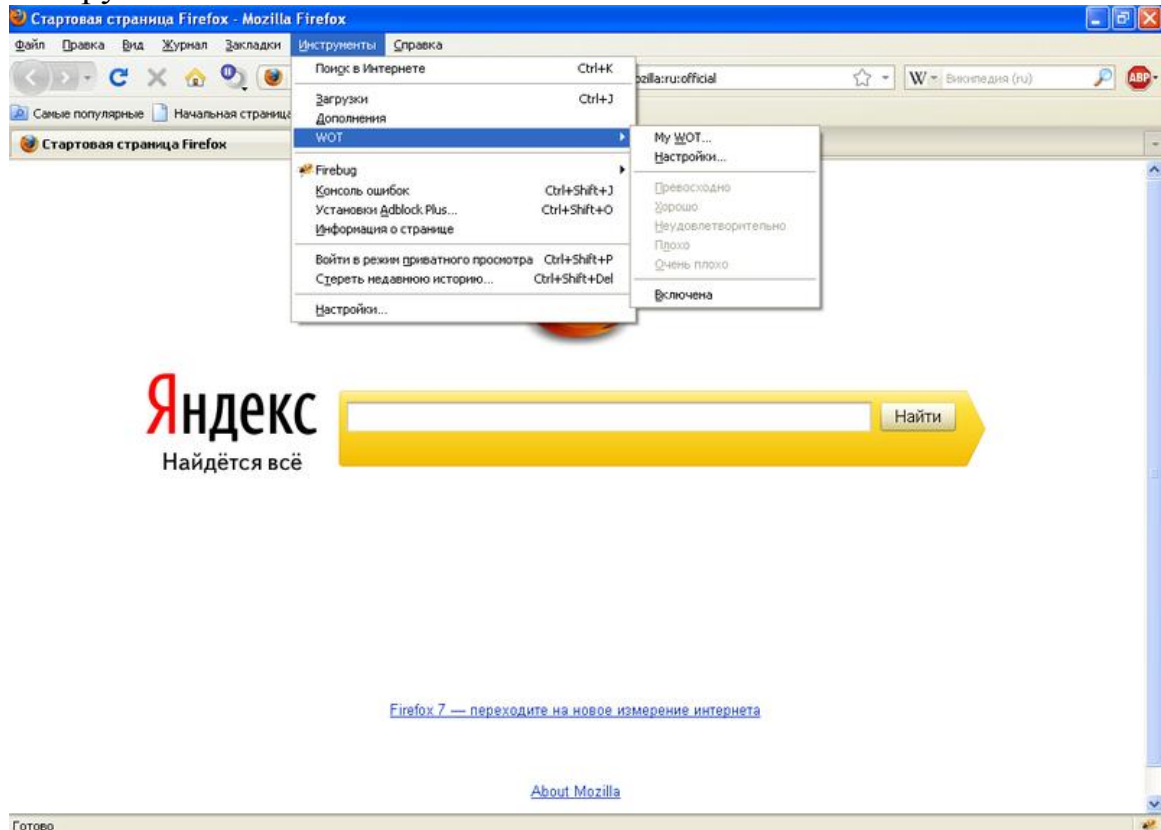 Стартовая страница Firefox - Mozilla Firefox
Файл Правка Вид Журнал Закладки Инструменты Справка
zilla:ru:official W Википедия (ru) ABP
Самые популярные Начальная страница
Стартовая страница Firefox
Поиск в Интернете Ctrl+K
Загрузки Ctrl+J
Дополнения
WOT
Firebug
Консоль ошибок Ctrl+Shift+J
Установки Adblock Plus... Ctrl+Shift+O
Информация о странице
Войти в режим приватного просмотра Ctrl+Shift+P
Стереть недавнюю историю... Ctrl+Shift+Del
Настройки...
My WOT...
Настройки...
Превосходно
Хорошо
Неудовлетворительно
Плохо
Очень плохо
Включена
Яндекс
Найдётся всё
Найти
Firefox 7 — переходите на новое измерение интернета
About Mozilla
Готово